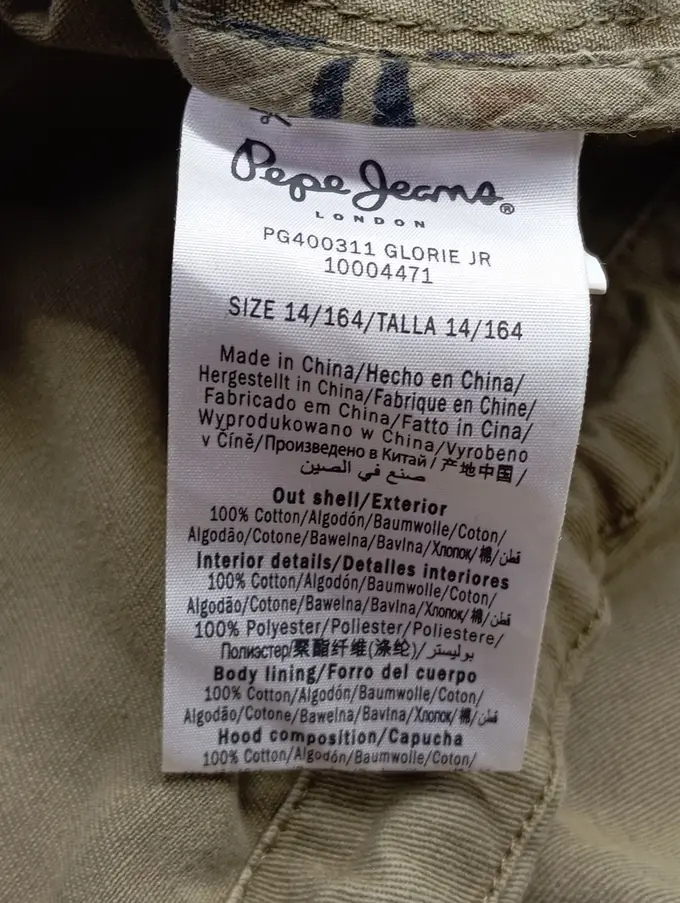 Pepe Jeans®
LONDON
PG400311 GLORIE JR
10004471
SIZE 14/164/TALLA 14/164
Made in China/Hecho en China/
Hergestellt in China/Fabrique en Chine/
Fabricado em China/Fatto in Cina/
Wyprodukowano w China/Vyrobeno
v Číně/Произведено в Китай/产地中国/
صنع في الصين
Out shell/Exterior
100% Cotton/Algodón/Baumwolle/Coton/
Algodão/Cotone/Bawelna/Bavlna/Хлопок/棉/قطن
Interior details/Detalles interiores
100% Cotton/Algodón/Baumwolle/Coton/
Algodão/Cotone/Bawelna/Bavlna/Хлопок/棉/قطن
100% Polyester/Poliester/Poliestere/
Полиэстер/聚酯纤维(涤纶)/بوليستر
Body lining/Forro del cuerpo
100% Cotton/Algodón/Baumwolle/Coton/
Algodão/Cotone/Bawelna/Bavlna/Хлопок/棉/قطن
Hood composition/Capucha
100% Cotton/Algodón/Baumwolle/Coton/